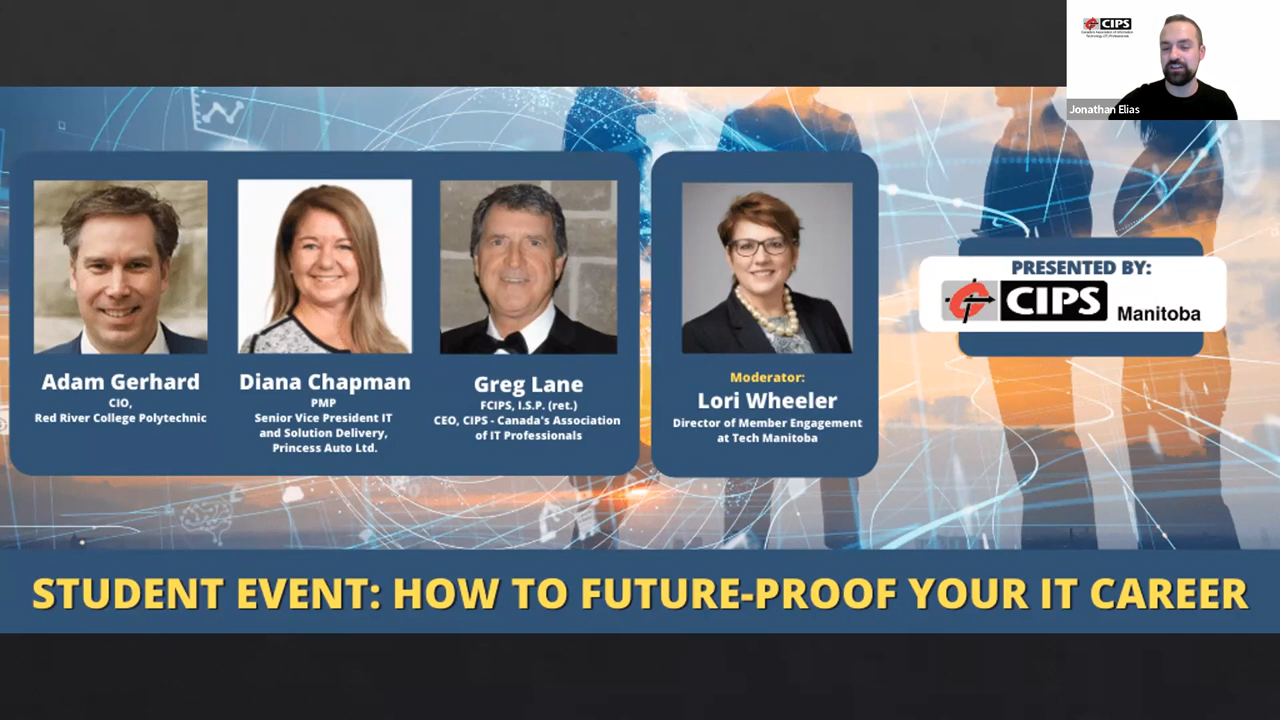 CIPS
Jonathan Elias
Adam Gerhard
CIO,
Red River College Polytechnic
Diana Chapman
PMP
Senior Vice President IT
and Solution Delivery,
Princess Auto Ltd.
Greg Lane
FCIPS, I.S.P. (ret.)
CEO, CIPS - Canada's Association
of IT Professionals
Moderator:
Lori Wheeler
Director of Member Engagement
at Tech Manitoba
PRESENTED BY:
CIPS Manitoba
STUDENT EVENT: HOW TO FUTURE-PROOF YOUR IT CAREER